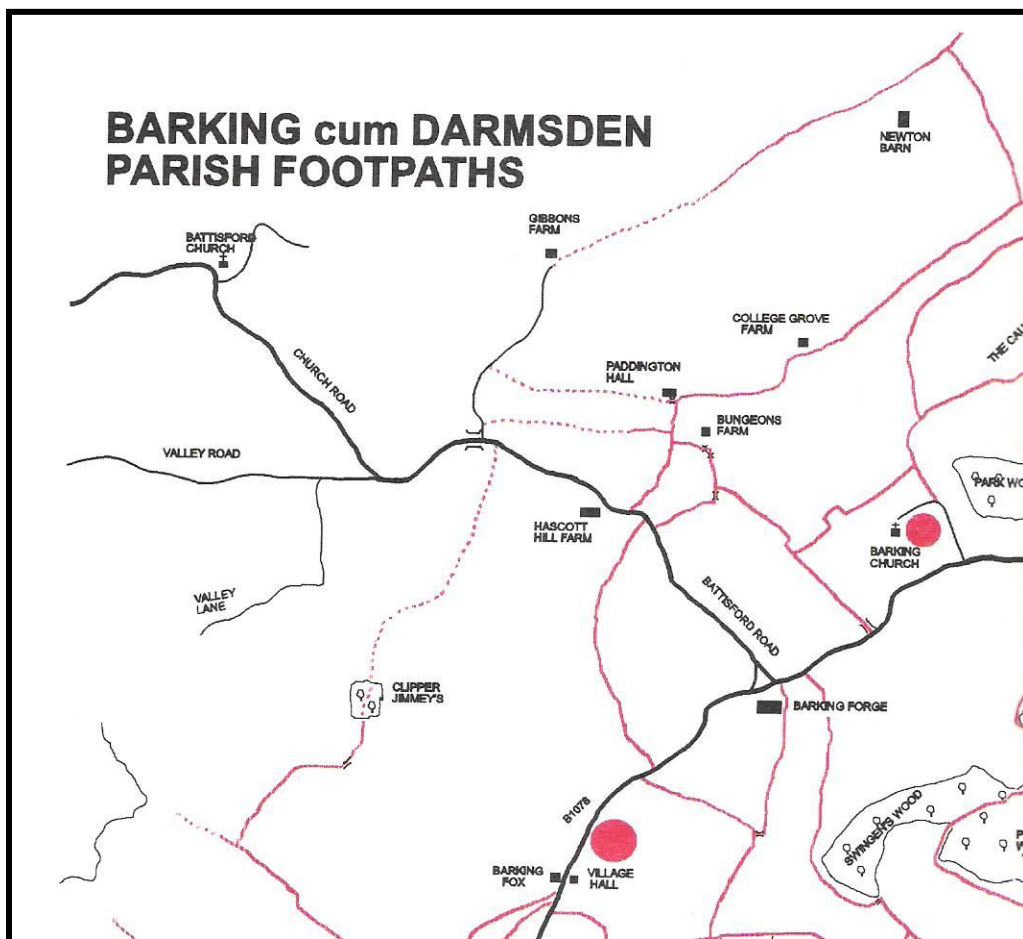 BARKING cum DARMSDEN
PARISH FOOTPATHS
NEWTON
BARN
GIBBONS
FARM
BATTISFORD
CHURCH
COLLEGE GROVE
FARM
CHURCH ROAD
PADDINGTON
HALL
BUNGEONS
FARM
VALLEY ROAD
THE
PARK
HASCOTT
HILL FARM
BARKING
CHURCH
VALLEY
LANE
BATTISFORD ROAD
CLIPPER
JIMMEY'S
BARKING FORGE
B1078
SWINGEN'S WOOD
BARKING
FOX
VILLAGE
HALL